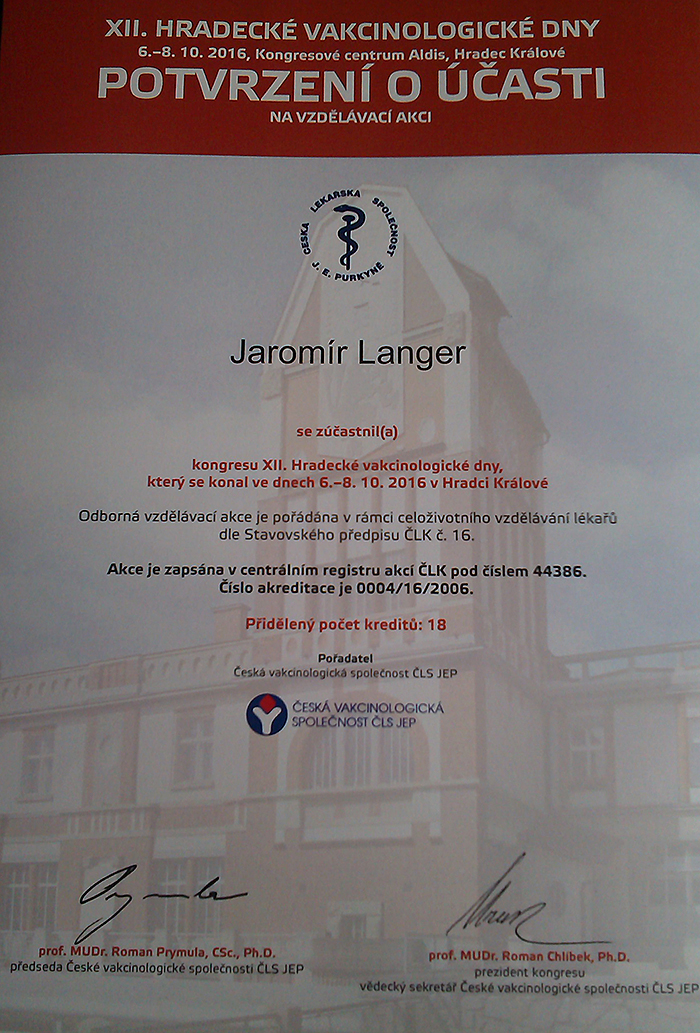 XII. HRADECKÉ VAKCINOLOGICKÉ DNY
6.–8. 10. 2016, Kongresové centrum Aldis, Hradec Králové
POTVRZENÍ O ÚČASTI
NA VZDĚLÁVACÍ AKCI
ČESKÁ LÉKAŘSKÁ SPOLEČNOST
J. E. PURKYNĚ
Jaromír Langer
se zúčastnil(a)
kongresu XII. Hradecké vakcinologické dny,
který se konal ve dnech 6.–8. 10. 2016 v Hradci Králové
Odborná vzdělávací akce je pořádána v rámci celoživotního vzdělávání lékařů
dle Stavovského předpisu ČLK č. 16.
Akce je zapsána v centrálním registru akcí ČLK pod číslem 44386.
Číslo akreditace je 0004/16/2006.
Přidělený počet kreditů: 18
Pořadatel
Česká vakcinologická společnost ČLS JEP
ČESKÁ VAKCINOLOGICKÁ
SPOLEČNOST ČLS JEP
prof. MUDr. Roman Prymula, CSc., Ph.D.
předseda České vakcinologické společnosti ČLS JEP
prof. MUDr. Roman Chlíbek, Ph.D.
prezident kongresu
vědecký sekretář České vakcinologické společnosti ČLS JEP